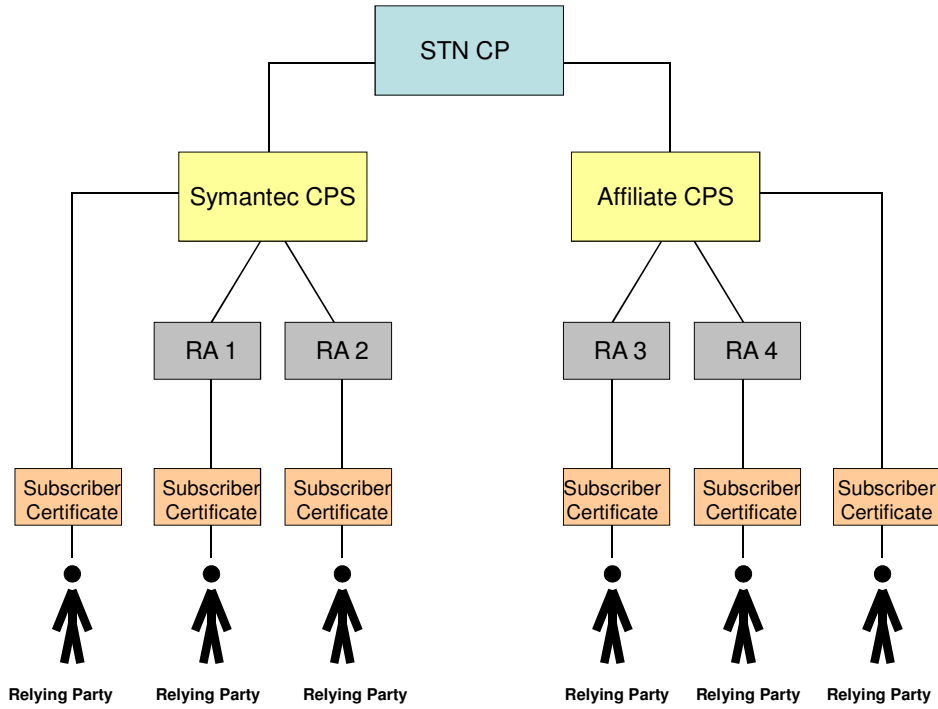 STN CP
Symantec CPS
Affiliate CPS
RA 1
RA 2
RA 3
RA 4
Subscriber
Certificate
Subscriber
Certificate
Subscriber
Certificate
Subscriber
Certificate
Subscriber
Certificate
Subscriber
Certificate
Relying Party
Relying Party
Relying Party
Relying Party
Relying Party
Relying Party